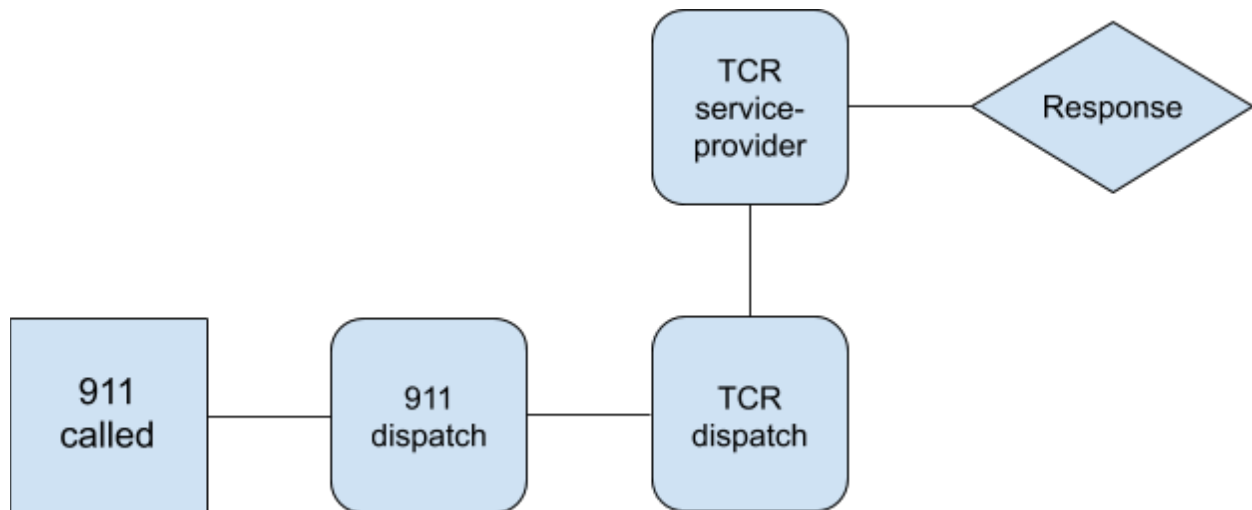 TCR
service-
provider
Response
911
called
911
dispatch
TCR
dispatch